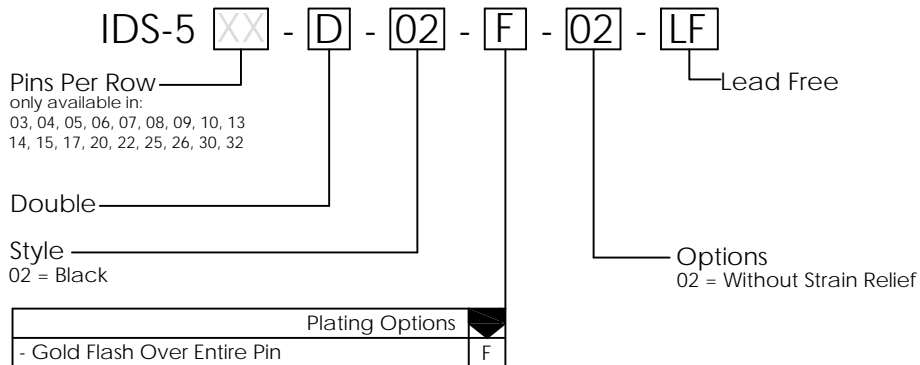 IDS-5 XX - D - 02 - F - 02 - LF
Pins Per Row
only available in:
03, 04, 05, 06, 07, 08, 09, 10, 13
14, 15, 17, 20, 22, 25, 26, 30, 32
Lead Free
Double
Style
02 = Black
Options
02 = Without Strain Relief
Plating Options
- Gold Flash Over Entire Pin F